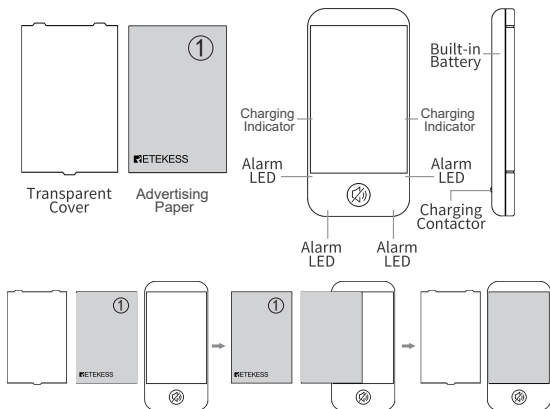 ①
RETEKESS
Transparent
Cover
Advertising
Paper
Charging
Indicator
Charging
Indicator
Alarm
LED
Alarm
LED
Alarm
LED
Alarm
LED
Built-in
Battery
Charging
Contactor
①
RETEKESS
①
RETEKESS